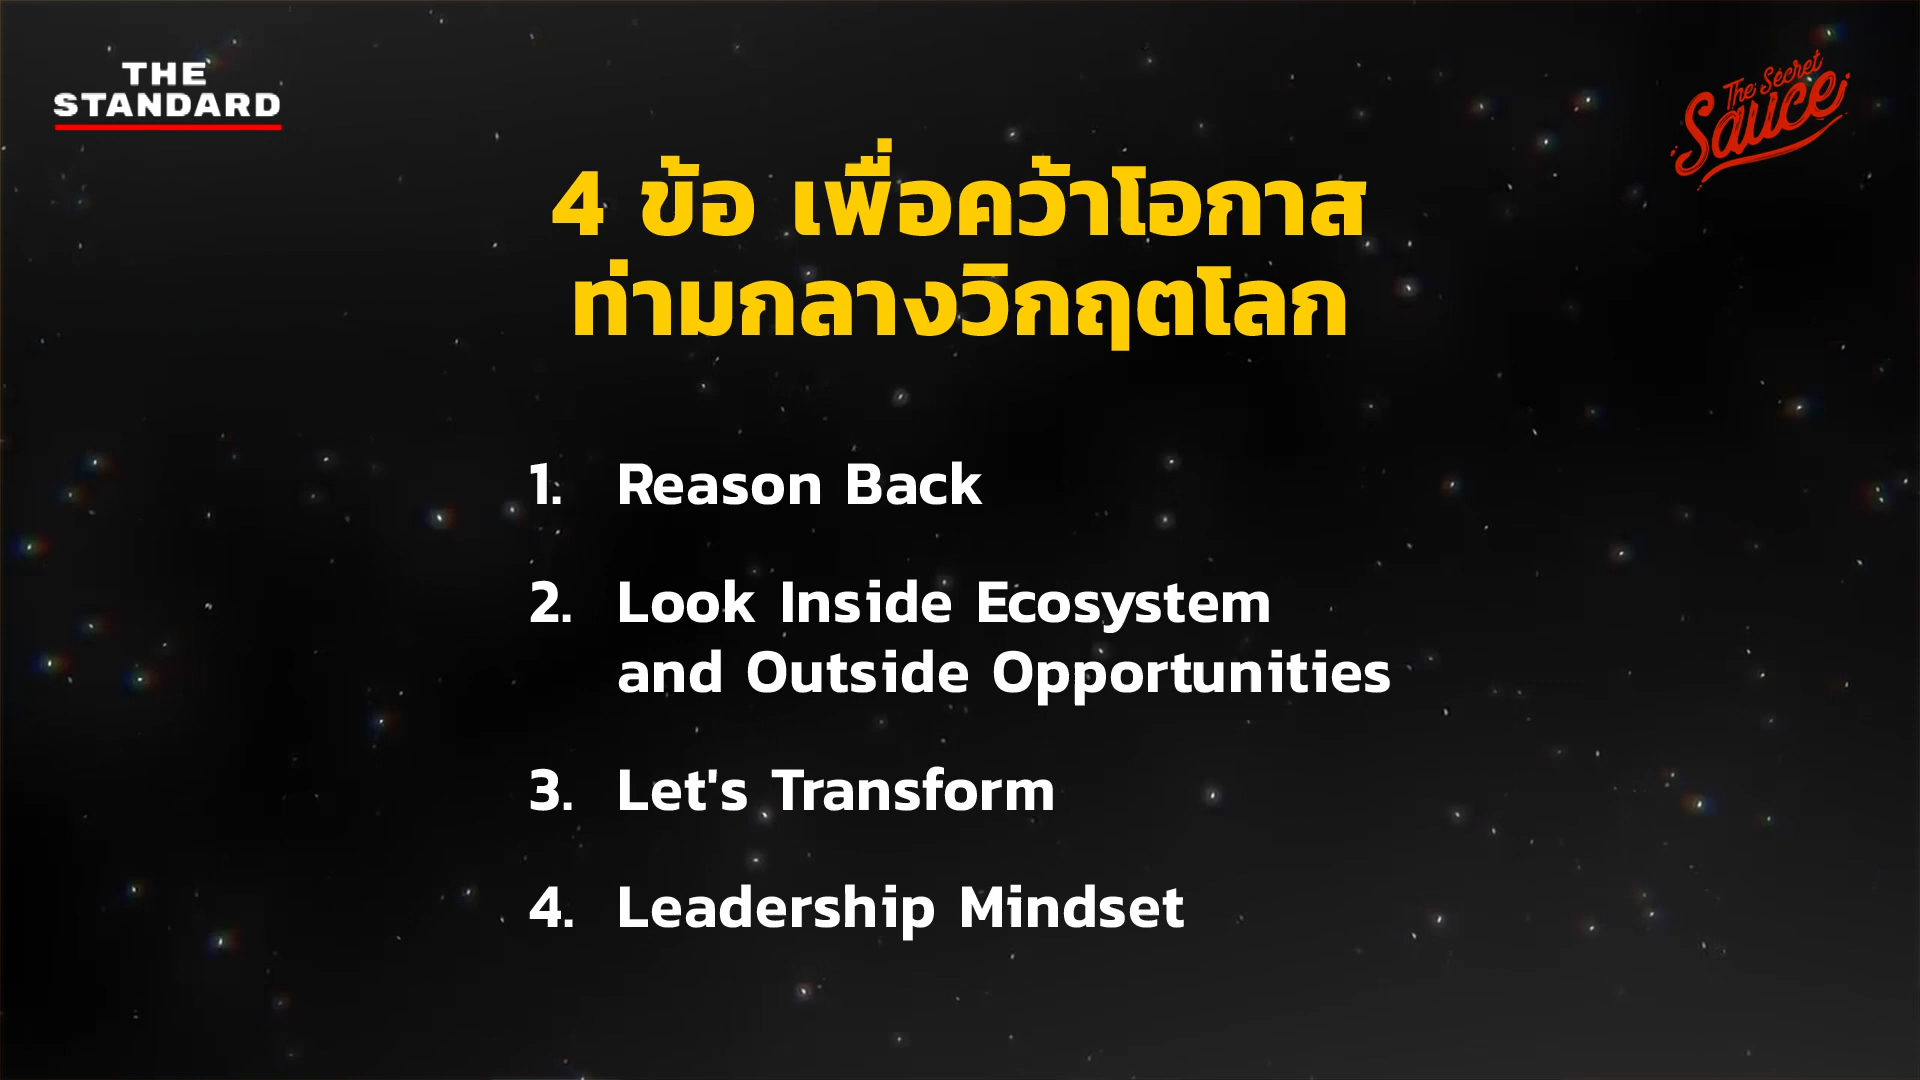 THE
STANDARD
The Secret
Sauce
4 ข้อ เพื่อคว้าโอกาส
ท่ามกลางวิกฤตโลก
1. Reason Back
2. Look Inside Ecosystem
and Outside Opportunities
3. Let's Transform
4. Leadership Mindset